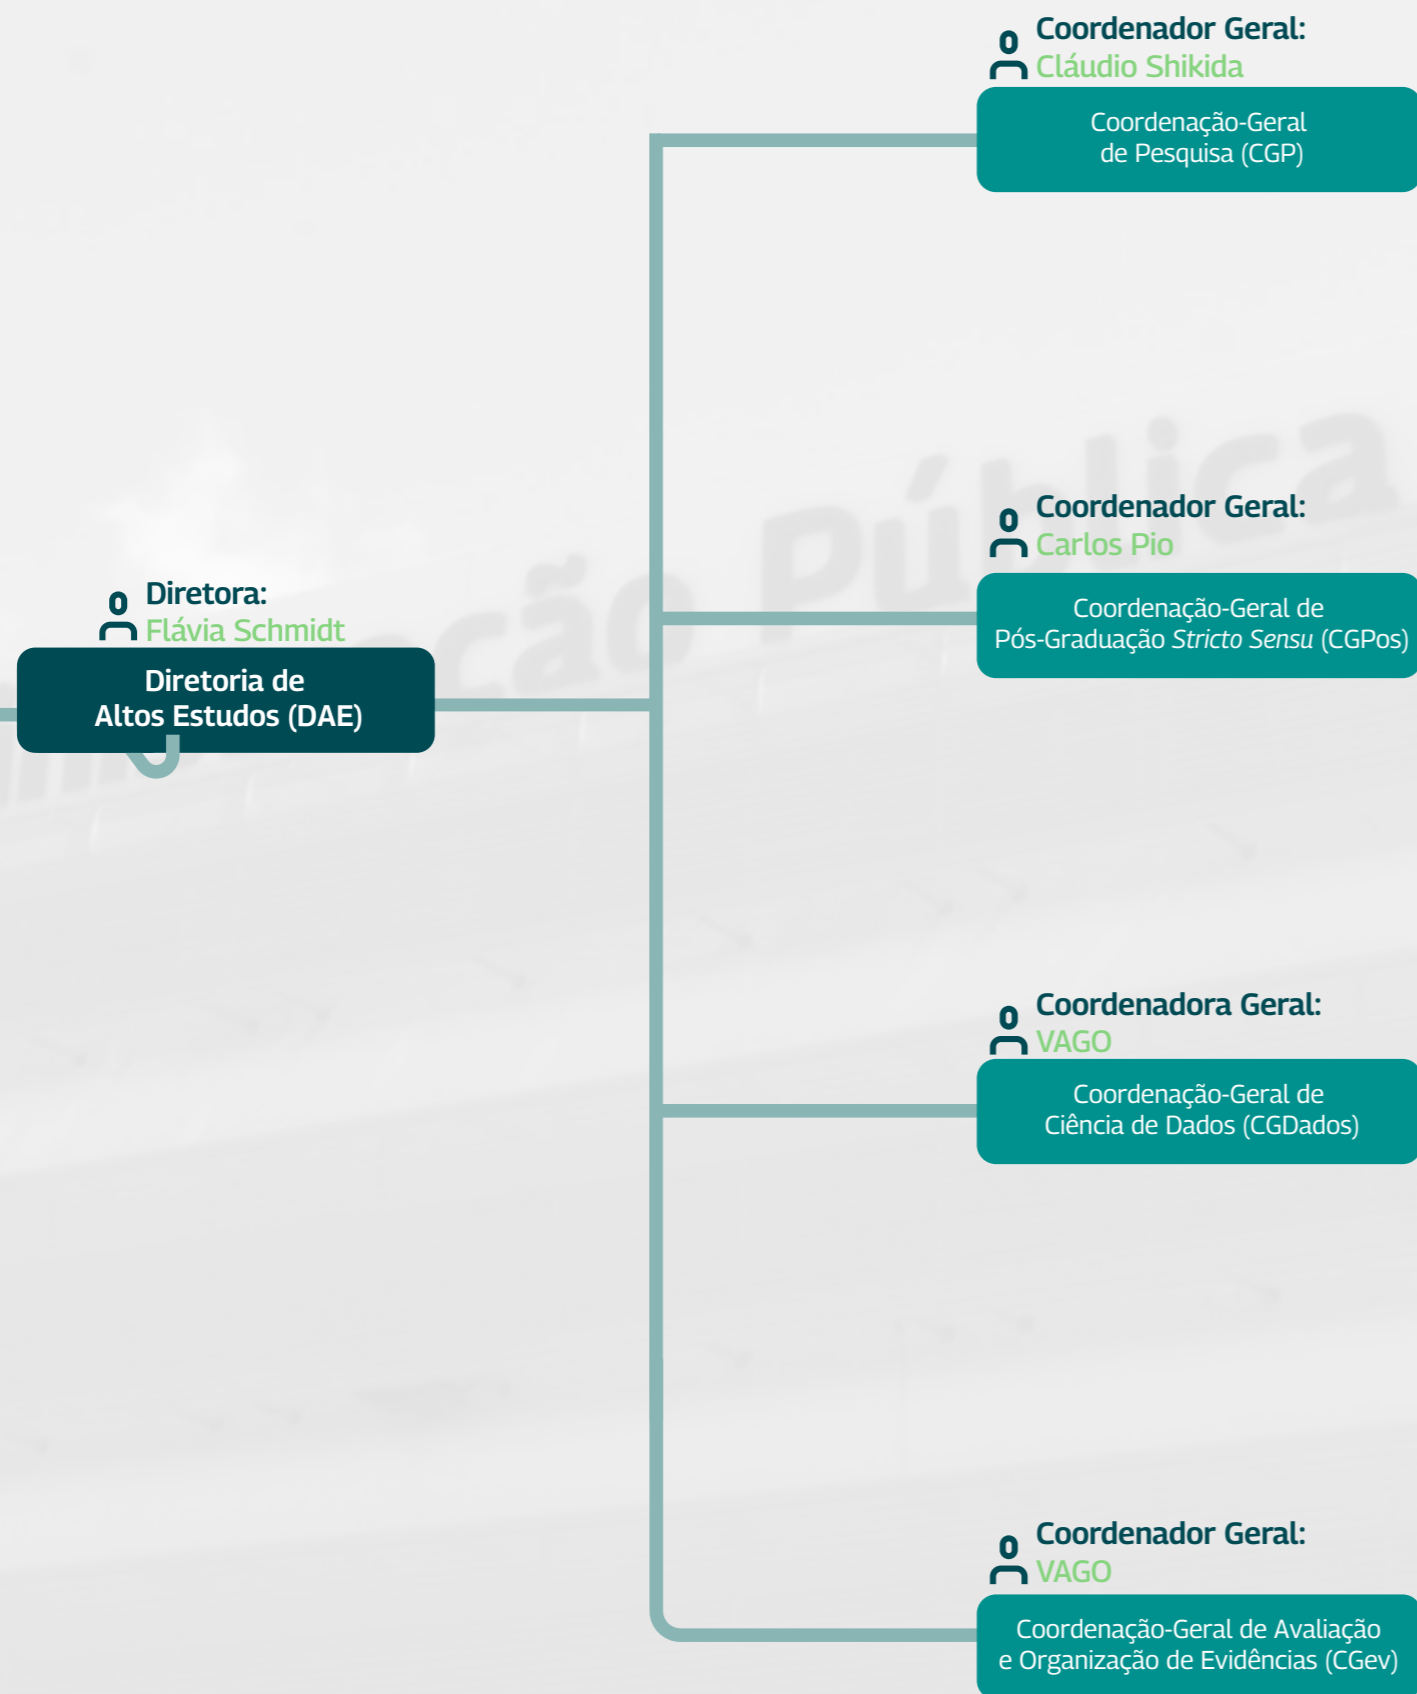 Coordenador Geral:
Cláudio Shikida
Coordenação-Geral
de Pesquisa (CGP)
Coordenador Geral:
Carlos Pio
Coordenação-Geral de
Pós-Graduação Stricto Sensu (CGPos)
Diretora:
Flávia Schmidt
Diretoria de
Altos Estudos (DAE)
ção Pública
Coordenadora Geral:
VAGO
Coordenação-Geral de
Ciência de Dados (CGDados)
Coordenador Geral:
VAGO
Coordenação-Geral de Avaliação
e Organização de Evidências (CGev)